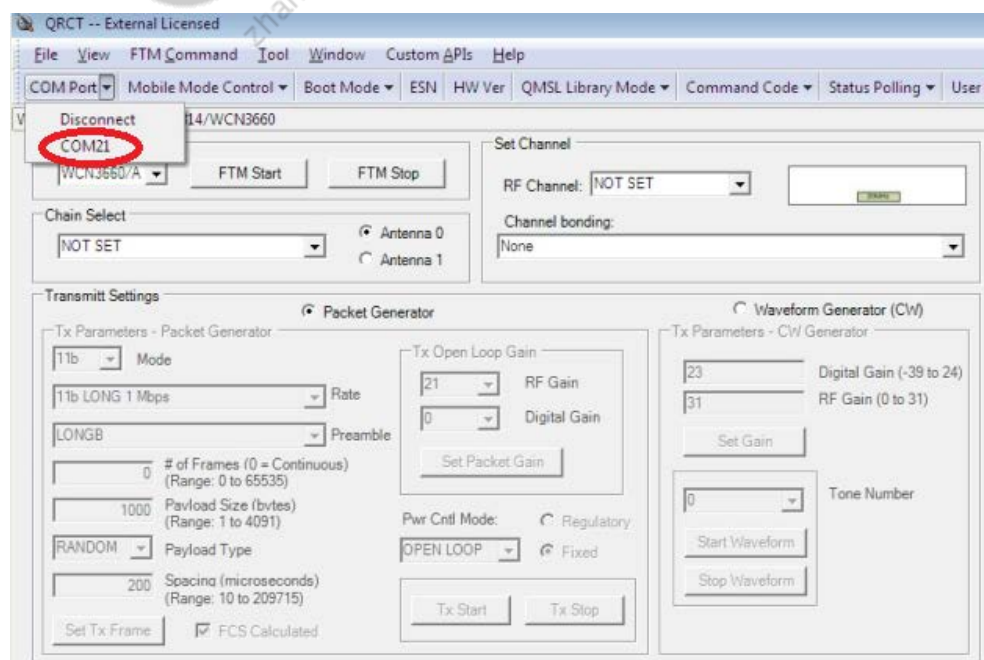 QRCT -- External Licensed
File View FTM Command Tool Window Custom APIs Help
COM Port Mobile Mode Control Boot Mode ESN HW Ver QMSL Library Mode Command Code Status Polling User
Disconnect
COM21
14/WCN3660
WCN3660/A FTM Start FTM Stop
Set Channel
RF Channel: NOT SET
Channel bonding:
None
Chain Select
NOT SET
Antenna 0
Antenna 1
Transmitt Settings
Packet Generator
Waveform Generator (CW)
Tx Parameters - Packet Generator
11b Mode
11b LONG 1 Mbps Rate
LONGB Preamble
0 # of Frames (0 = Continuous)
(Range: 0 to 65535)
1000 Payload Size (bytes)
(Range: 1 to 4091)
RANDOM Payload Type
200 Spacing (microseconds)
(Range: 10 to 209715)
Set Tx Frame FCS Calculated
Tx Open Loop Gain
21 RF Gain
0 Digital Gain
Set Packet Gain
Pwr Cntl Mode: Regulatory
OPEN LOOP Fixed
Tx Start Tx Stop
Tx Parameters - CW Generator
23 Digital Gain (-39 to 24)
31 RF Gain (0 to 31)
Set Gain
0 Tone Number
Start Waveform
Stop Waveform